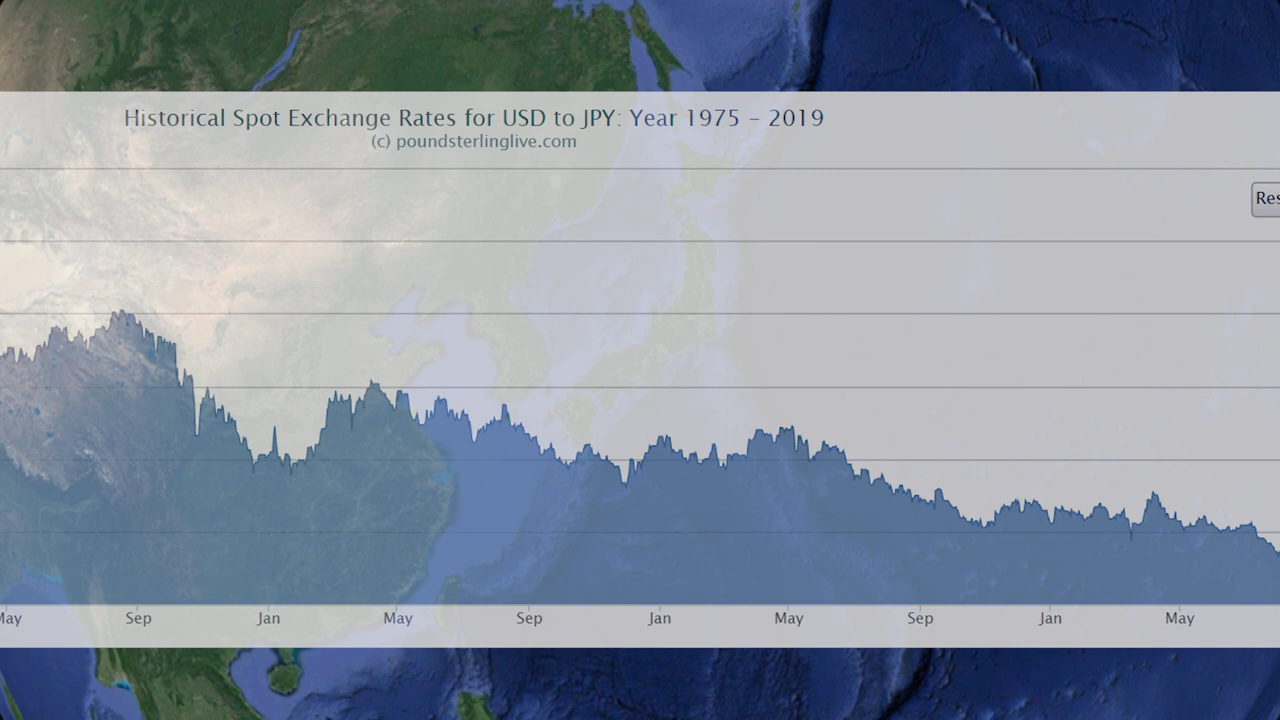 Historical Spot Exchange Rates for USD to JPY: Year 1975 – 2019
(c) poundsterlinglive.com
Res
May Sep Jan May Sep Jan May Sep Jan May